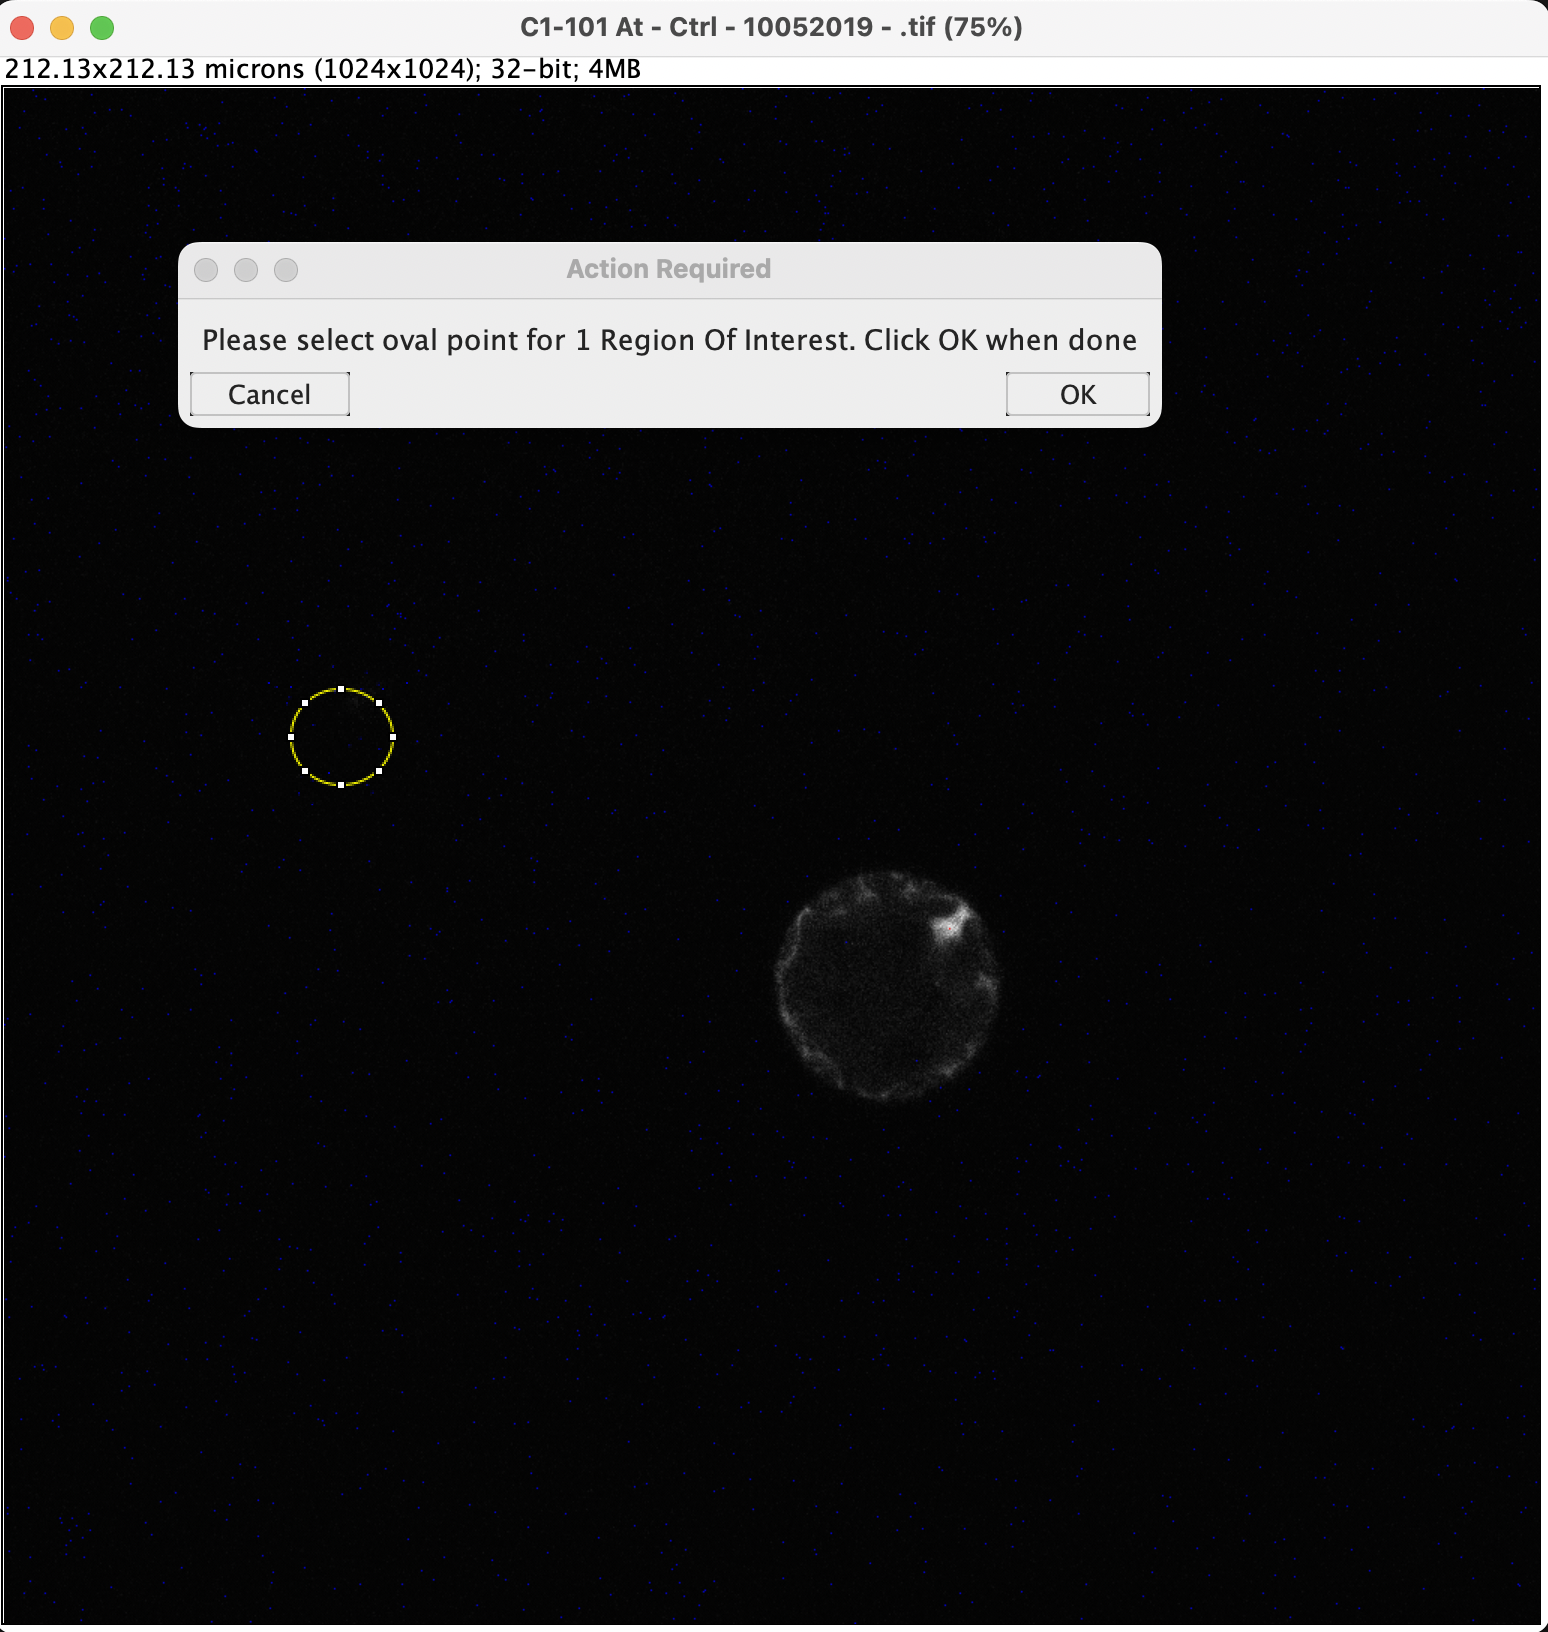 C1-101 At - Ctrl - 10052019 - .tif (75%)
212.13x212.13 microns (1024x1024); 32-bit; 4MB
Action Required
Please select oval point for 1 Region Of Interest. Click OK when done
Cancel
OK